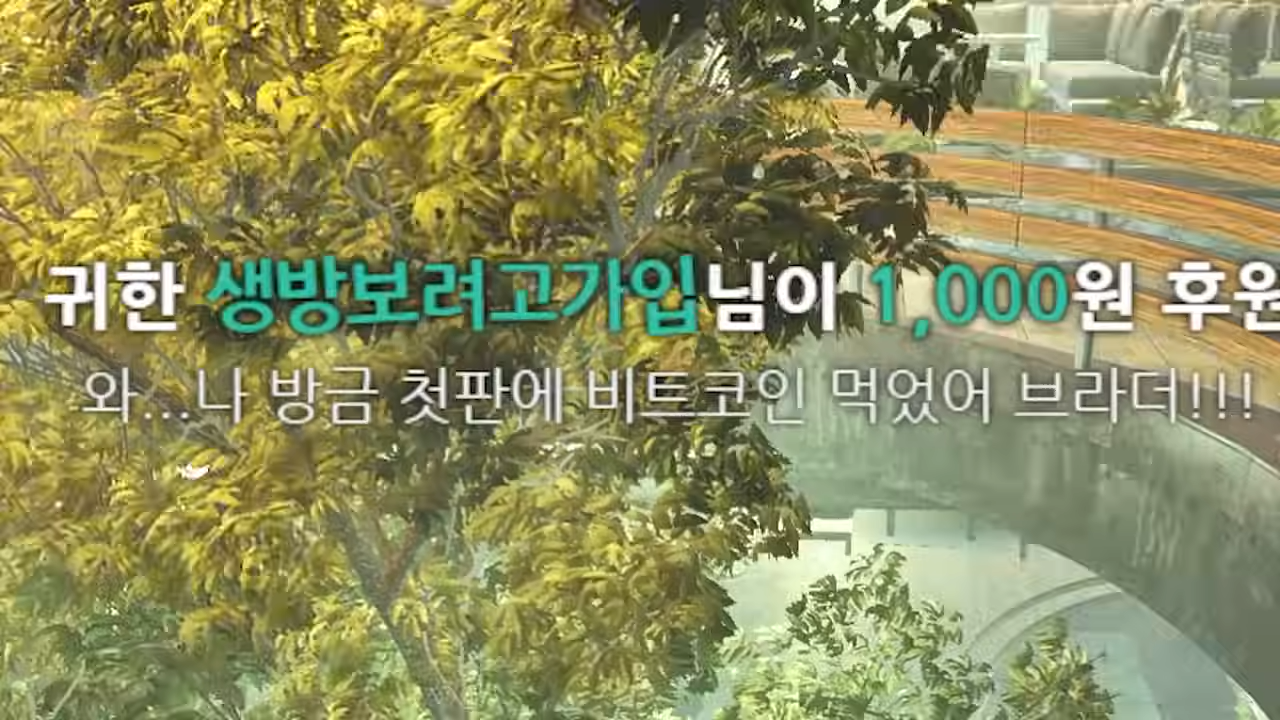 귀한 생방보려고가입님이 1,000원 후원
와...나 방금 첫판에 비트코인 먹었어 브라더!!!